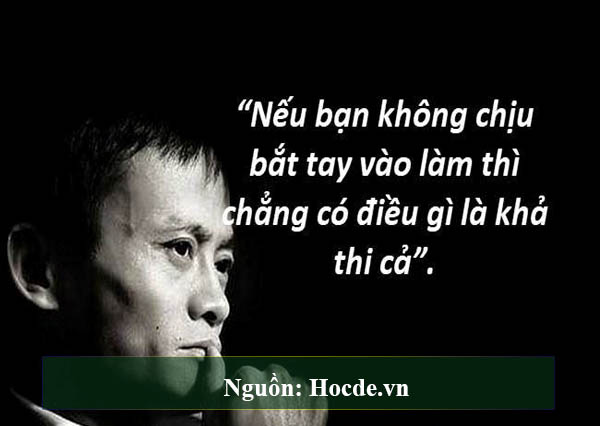 “Nếu bạn không chịu
bắt tay vào làm thì
chẳng có điều gì là khả
thi cả”.
Nguồn: Hocde.vn